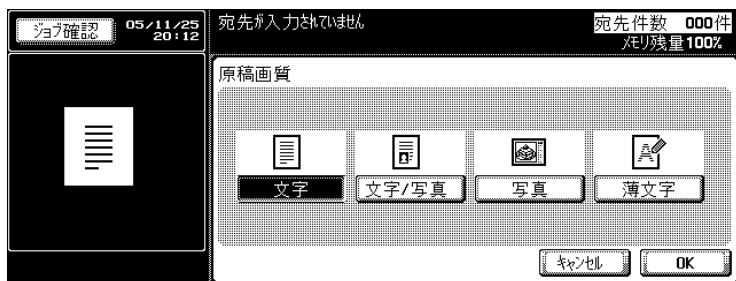 ジョブ確認
05/11/25
20:12
宛先が入力されていません
宛先件数 000件
メモリ残量100%
原稿画質
文字
文字/写真
写真
薄文字
キャンセル
OK